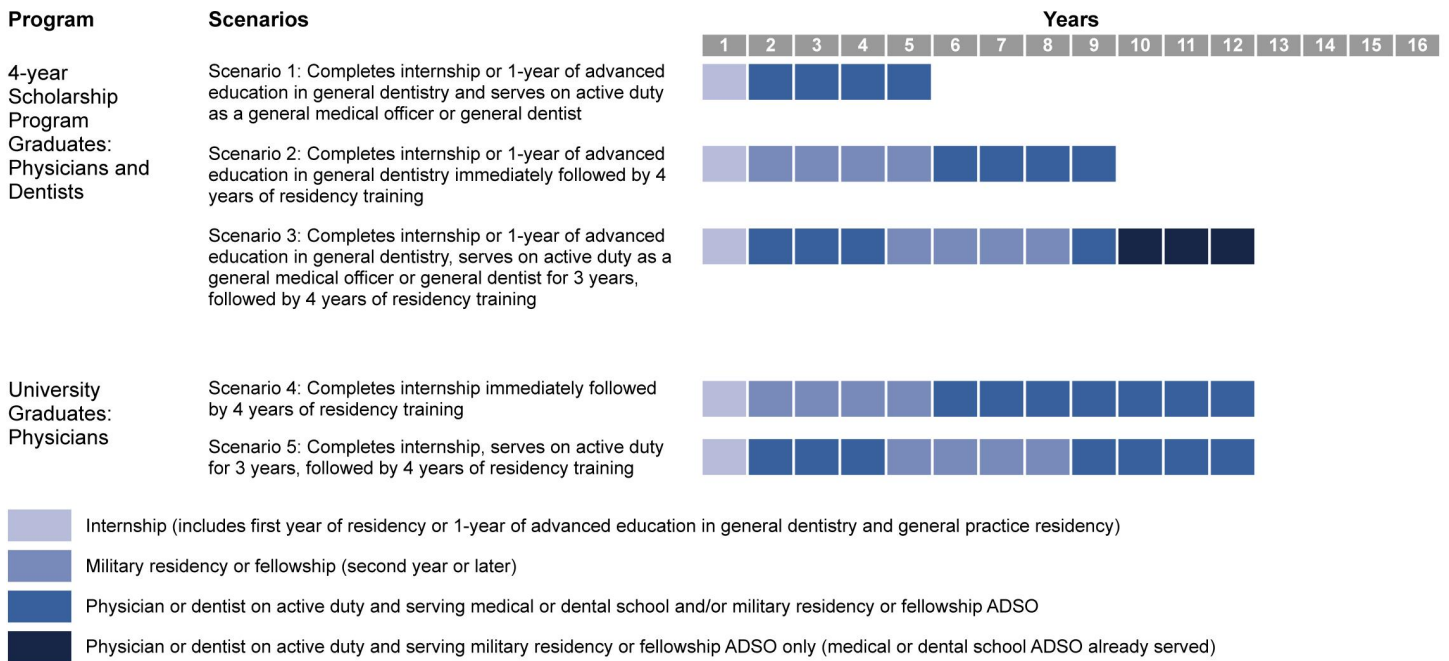 Program
Scenarios
Years
1 2 3 4 5 6 7 8 9 10 11 12 13 14 15 16
4-year
Scholarship
Program
Graduates:
Physicians and
Dentists
Scenario 1: Completes internship or 1-year of advanced
education in general dentistry and serves on active duty
as a general medical officer or general dentist
Scenario 2: Completes internship or 1-year of advanced
education in general dentistry immediately followed by 4
years of residency training
Scenario 3: Completes internship or 1-year of advanced
education in general dentistry, serves on active duty as a
general medical officer or general dentist for 3 years,
followed by 4 years of residency training
University
Graduates:
Physicians
Scenario 4: Completes internship immediately followed
by 4 years of residency training
Scenario 5: Completes internship, serves on active duty
for 3 years, followed by 4 years of residency training
Internship (includes first year of residency or 1-year of advanced education in general dentistry and general practice residency)
Military residency or fellowship (second year or later)
Physician or dentist on active duty and serving medical or dental school and/or military residency or fellowship ADSO
Physician or dentist on active duty and serving military residency or fellowship ADSO only (medical or dental school ADSO already served)